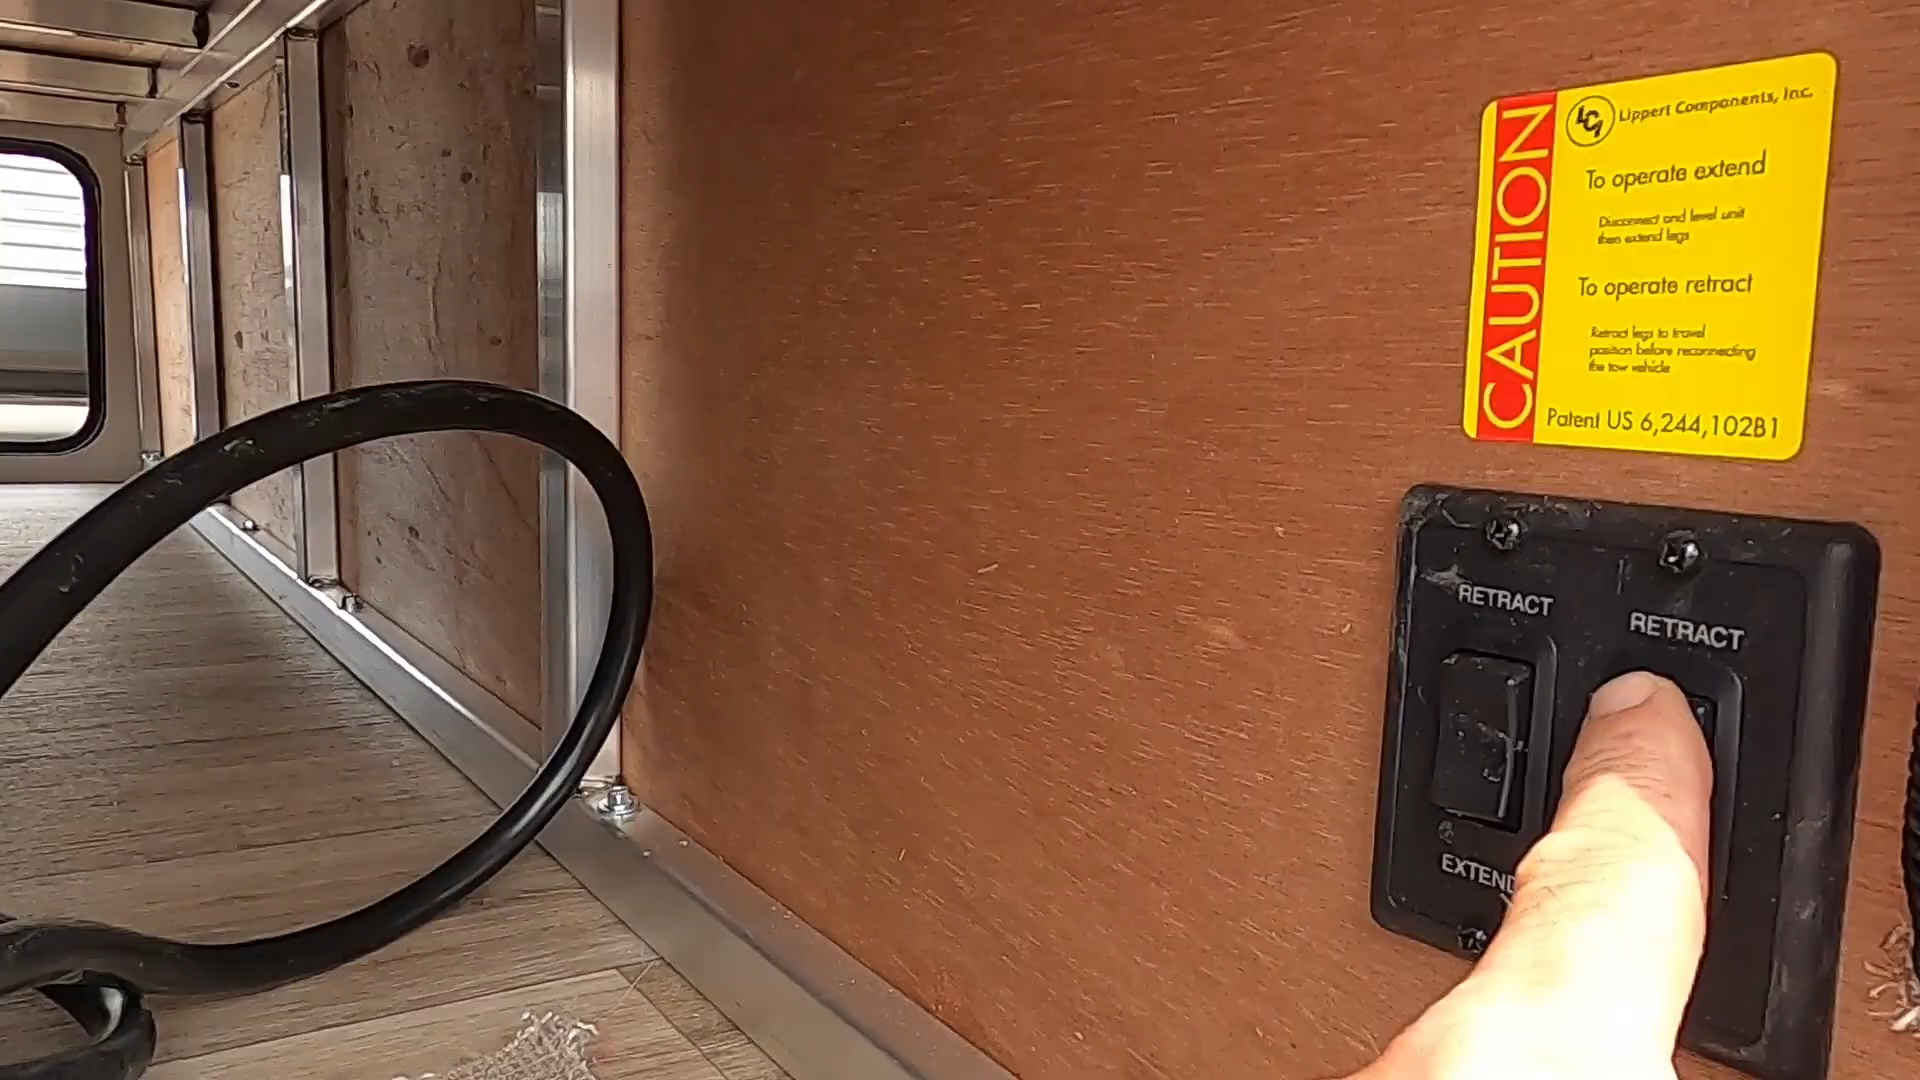 CAUTION
LCI Lippert Components, Inc.
To operate extend
Disconnect and level unit
then extend legs
To operate retract
Retract legs to travel
position before reconnecting
the tow vehicle
Patent US 6,244,102B1
RETRACT
RETRACT
EXTEND